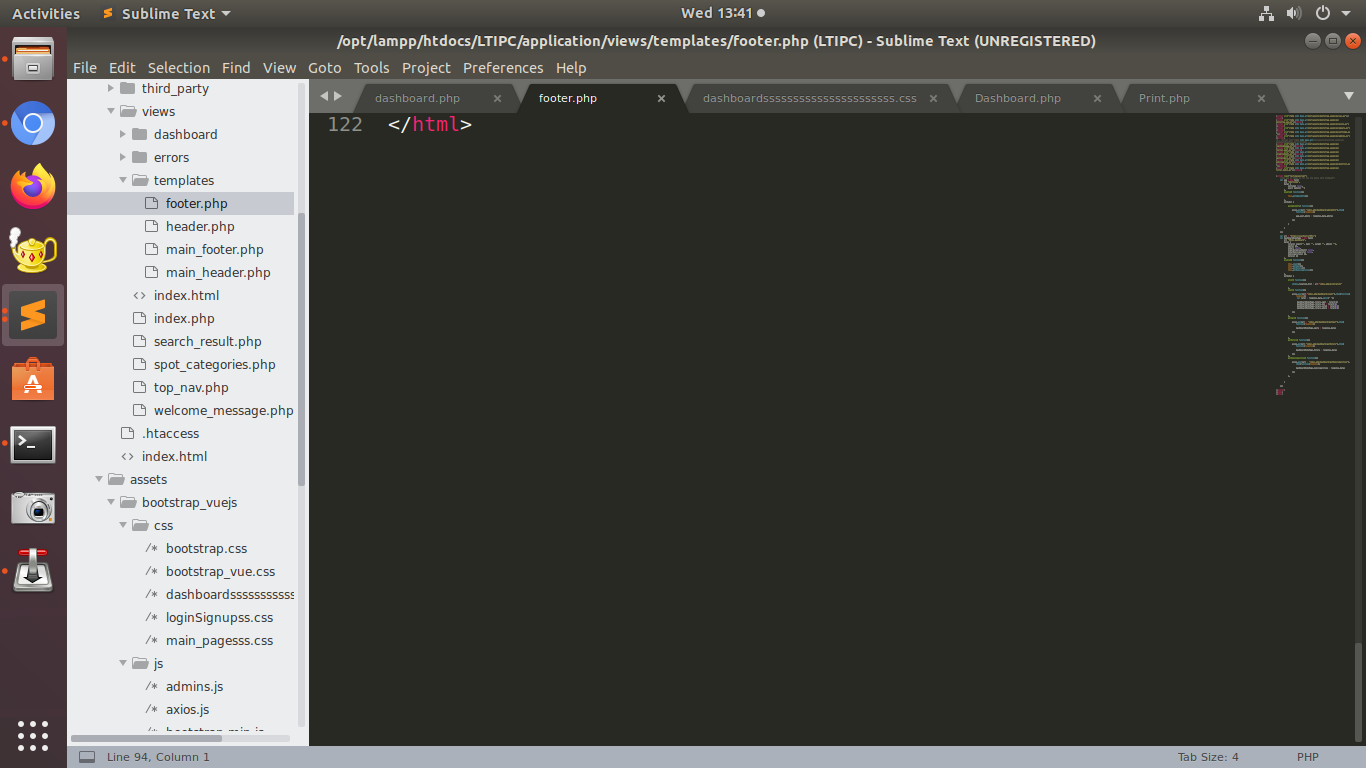 Activities Sublime Text Wed 13:41
/opt/lampp/htdocs/LTIPC/application/views/templates/footer.php (LTIPC) - Sublime Text (UNREGISTERED)
File Edit Selection Find View Goto Tools Project Preferences Help
dashboard.php footer.php dashboardssssssssssssssssssssss.css Dashboard.php Print.php
third_party
views
dashboard
errors
templates
footer.php
header.php
main_footer.php
main_header.php
index.html
index.php
search_result.php
spot_categories.php
top_nav.php
welcome_message.php
.htaccess
index.html
assets
bootstrap_vuejs
css
bootstrap.css
bootstrap_vue.css
dashboardsssssssssss
loginSignupss.css
main_pagesss.css
js
admins.js
axios.js
122 </html>
Line 94, Column 1 Tab Size: 4 PHP